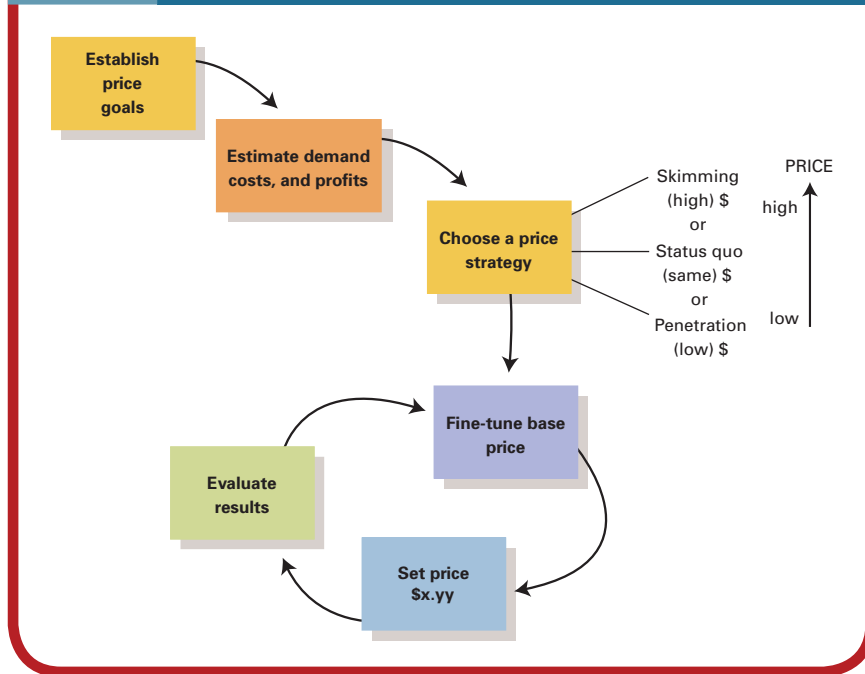 Establish
price
goals
Estimate demand
costs, and profits
Choose a price
strategy
Skimming
(high) $
or
Status quo
(same) $
or
Penetration
(low) $
PRICE
high
low
Fine-tune base
price
Evaluate
results
Set price
$x.yy